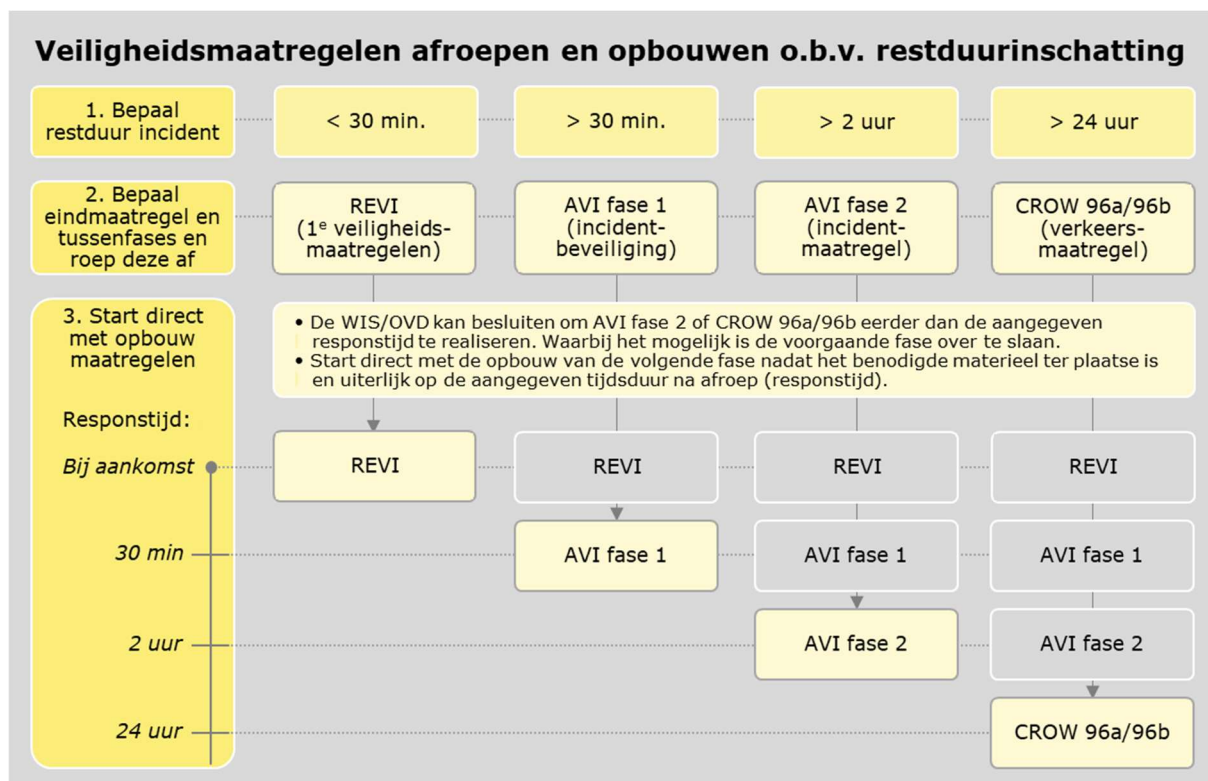 Veiligheidsmaatregelen afroepen en opbouwen o.b.v. restduurinschatting
1. Bepaal
restduur incident
< 30 min.
> 30 min.
> 2 uur
> 24 uur
2. Bepaal
eindmaatregel en
tussenfases en
roep deze af
REVI
(1e veiligheids-
maatregelen)
AVI fase 1
(incident-
beveiliging)
AVI fase 2
(incident-
maatregel)
CROW 96a/96b
(verkeers-
maatregel)
3. Start direct
met opbouw
maatregelen
• De WIS/OVD kan besluiten om AVI fase 2 of CROW 96a/96b eerder dan de aangegeven
responstijd te realiseren. Waarbij het mogelijk is de voorgaande fase over te slaan.
• Start direct met de opbouw van de volgende fase nadat het benodigde materieel ter plaatse is
en uiterlijk op de aangegeven tijdsduur na afroep (responstijd).
Responstijd:
Bij aankomst
REVI
REVI
REVI
REVI
30 min
AVI fase 1
AVI fase 1
AVI fase 1
2 uur
AVI fase 2
AVI fase 2
24 uur
CROW 96a/96b